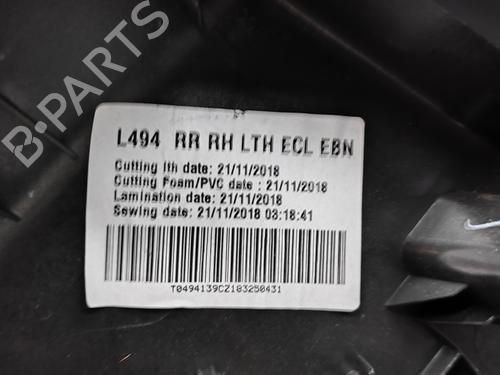 L494 RR RH LTH ECL EBN
Cutting lth date: 21/11/2018
Cutting Foam/PVC date : 21/11/2018
Lamination date: 21/11/2018
Sewing date: 21/11/2018 03:18:41
T0494139CZ183250431
B-PARTS